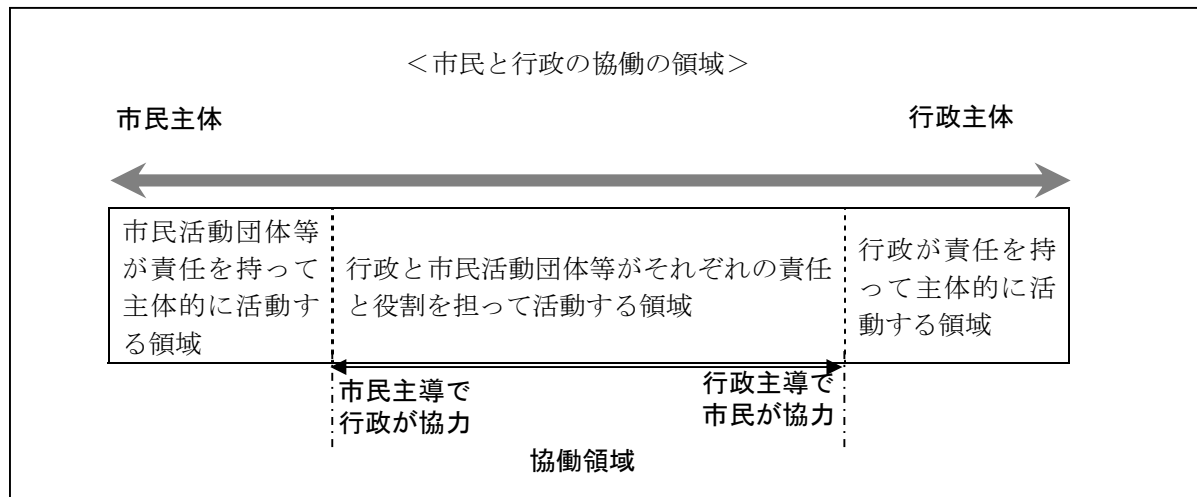 ＜市民と行政の協働の領域＞
市民主体
行政主体
市民活動団体等
が責任を持って
主体的に活動す
る領域
行政と市民活動団体等がそれぞれの責任
と役割を担って活動する領域
行政が責任を持
って主体的に活
動する領域
市民主導で
行政が協力
行政主導で
市民が協力
協働領域